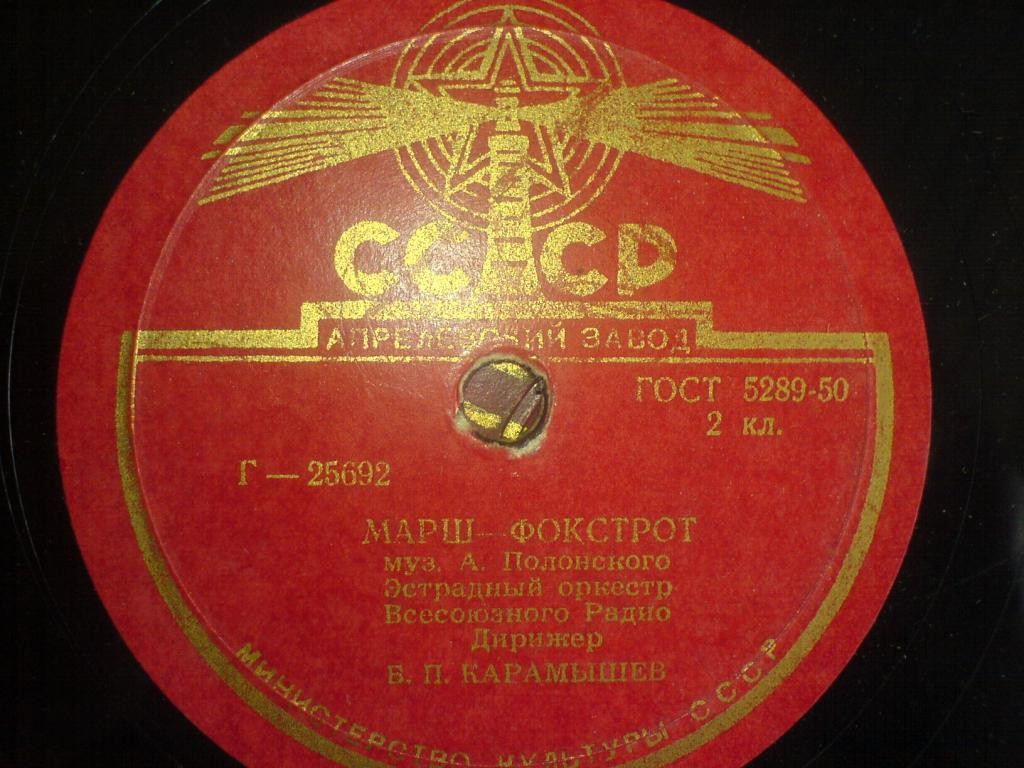 СССР
АПРЕЛЕВСКИЙ ЗАВОД
ГОСТ 5289-50
2 кл.
Г — 25692
МАРШ — ФОКСТРОТ
муз. А. Полонского
Эстрадный оркестр
Всесоюзного Радио
Дирижер
Б. П. КАРАМЫШЕВ
МИНИСТЕРСТВО КУЛЬТУРЫ СССР